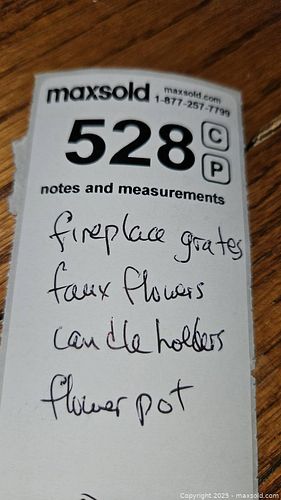 maxsold maxsold.com
1-877-257-7799
528 C
P
notes and measurements
fireplace grates
faux flowers
candle holders
flower pot
Copyright © 2023 - maxsold.com